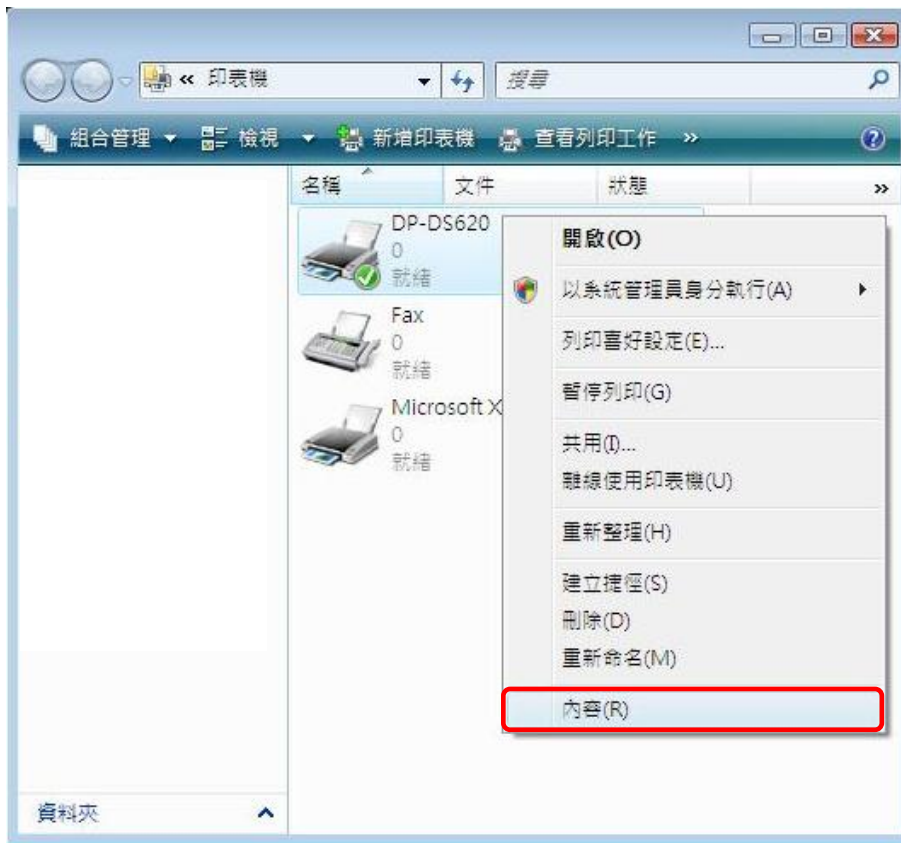 « 印表機
搜尋
組合管理 檢視 新增印表機 查看列印工作 »
名稱 文件 狀態 »
DP-DS620
0
就緒
Fax
0
就緒
Microsoft X
0
就緒
開啟(O)
以系統管理員身分執行(A)
列印喜好設定(E)...
暫停列印(G)
共用(I)...
離線使用印表機(U)
重新整理(H)
建立捷徑(S)
刪除(D)
重新命名(M)
內容(R)
資料夾